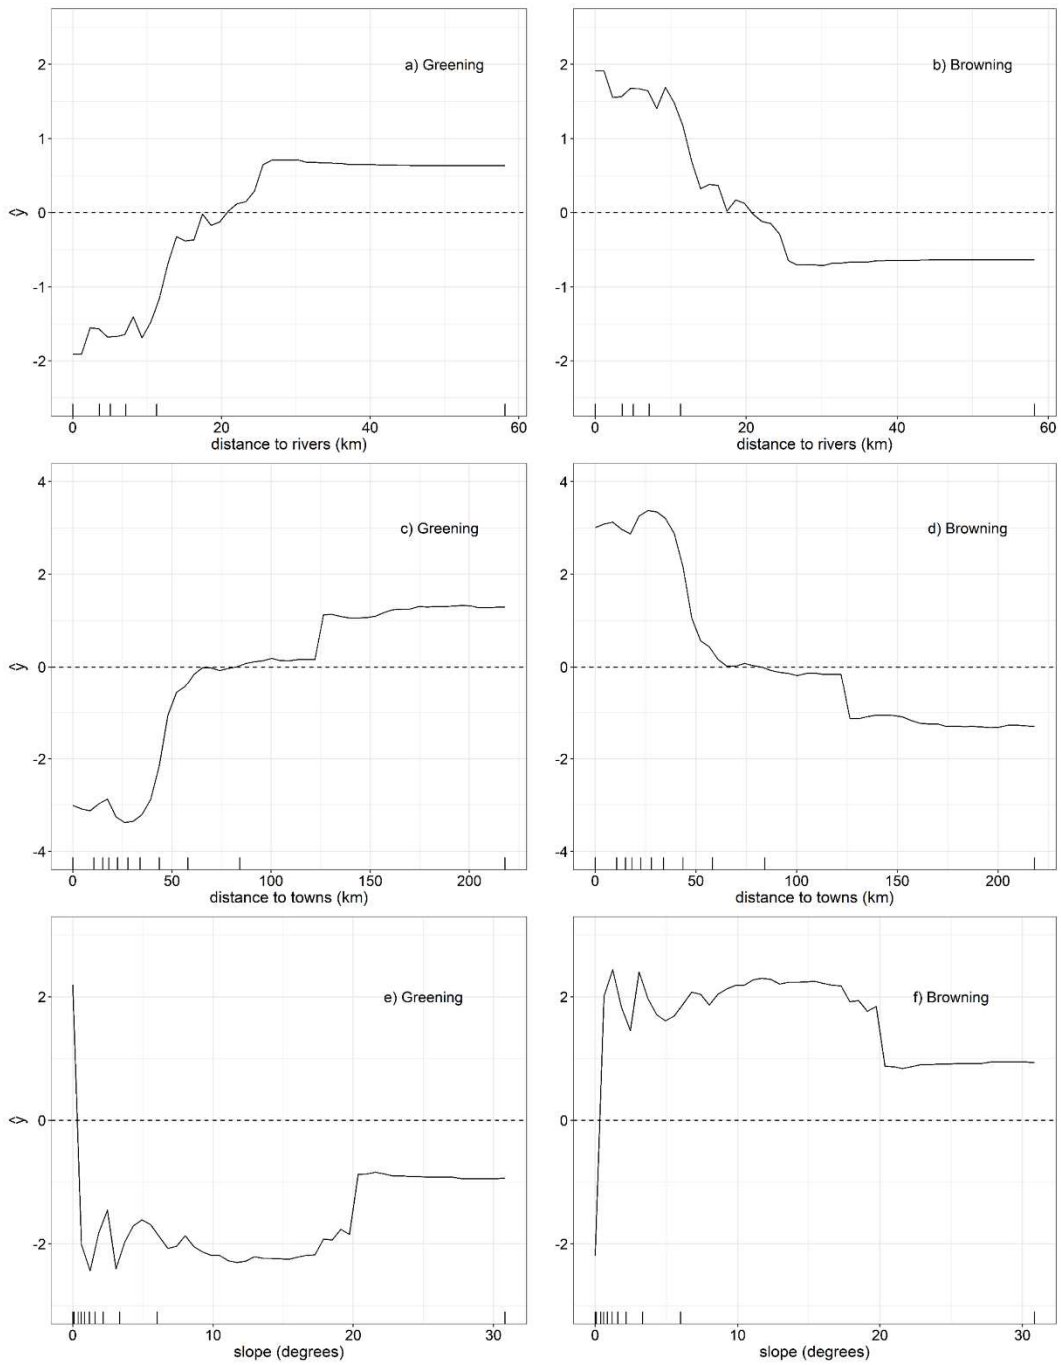 a) Greening
2
1
0
-1
-2
ŷ
0 20 40 60
distance to rivers (km)
b) Browning
2
1
0
-1
-2
0 20 40 60
distance to rivers (km)
c) Greening
4
2
0
-2
-4
ŷ
0 50 100 150 200
distance to towns (km)
d) Browning
4
2
0
-2
-4
0 50 100 150 200
distance to towns (km)
e) Greening
2
0
-2
ŷ
0 10 20 30
slope (degrees)
f) Browning
2
0
-2
0 10 20 30
slope (degrees)